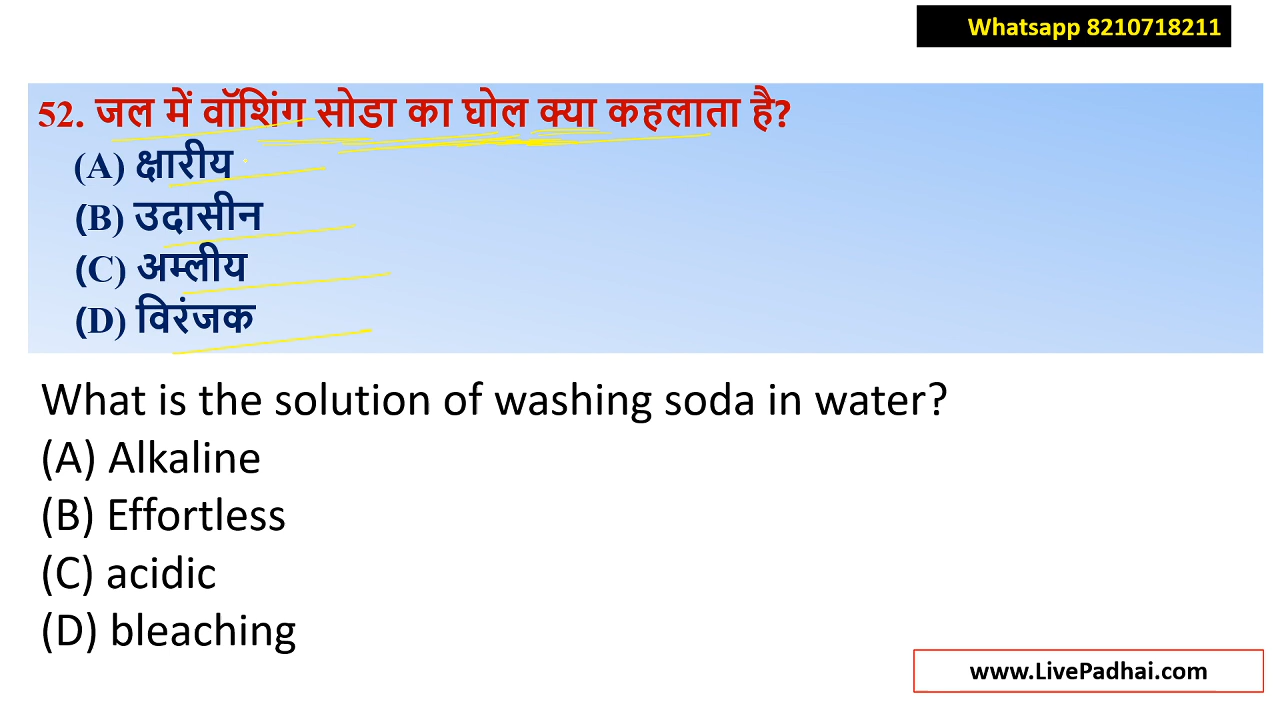 Whatsapp 8210718211
52. जल में वॉशिंग सोडा का घोल क्या कहलाता है?
(A) क्षारीय
(B) उदासीन
(C) अम्लीय
(D) विरंजक
What is the solution of washing soda in water?
(A) Alkaline
(B) Effortless
(C) acidic
(D) bleaching
www.LivePadhai.com